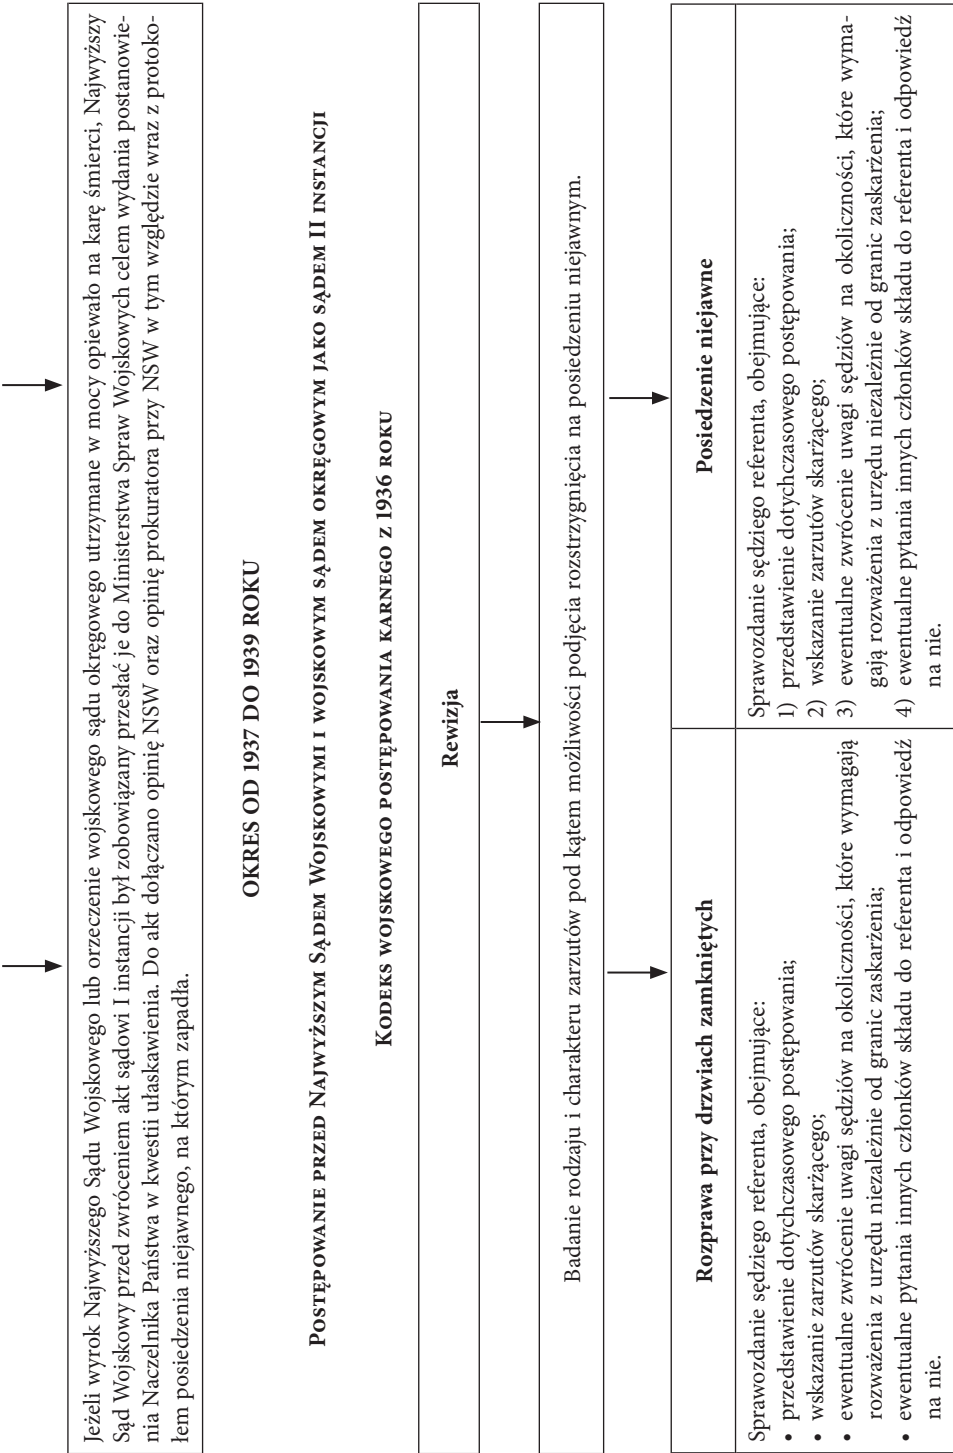 Jeżeli wyrok Najwyższego Sądu Wojskowego lub orzeczenie wojskowego sądu okręgowego utrzymane w mocy opiewało na karę śmierci, Najwyższy
Sąd Wojskowy przed zwróceniem akt sądowi I instancji był zobowiązany przesłać je do Ministerstwa Spraw Wojskowych celem wydania postanowie-
nia Naczelnika Państwa w kwestii ułaskawienia. Do akt dołączano opinię NSW oraz opinię prokuratora przy NSW w tym względzie wraz z protoko-
łem posiedzenia niejawnego, na którym zapadła.
OKRES OD 1937 DO 1939 ROKU
Postępowanie przed Najwyższym Sądem Wojskowymi i wojskowym sądem okręgowym jako sądem II instancji
Kodeks wojskowego postępowania karnego z 1936 roku
Rewizja
Badanie rodzaju i charakteru zarzutów pod kątem możliwości podjęcia rozstrzygnięcia na posiedzeniu niejawnym.
Rozprawa przy drzwiach zamkniętych
Sprawozdanie sędziego referenta, obejmujące:
• przedstawienie dotychczasowego postępowania;
• wskazanie zarzutów skarżącego;
• ewentualne zwrócenie uwagi sędziów na okoliczności, które wymagają
rozważenia z urzędu niezależnie od granic zaskarżenia;
• ewentualne pytania innych członków składu do referenta i odpowiedź
na nie.
Posiedzenie niejawne
Sprawozdanie sędziego referenta, obejmujące:
1) przedstawienie dotychczasowego postępowania;
2) wskazanie zarzutów skarżącego;
3) ewentualne zwrócenie uwagi sędziów na okoliczności, które wyma-
gają rozważenia z urzędu niezależnie od granic zaskarżenia;
4) ewentualne pytania innych członków składu do referenta i odpowiedź
na nie.